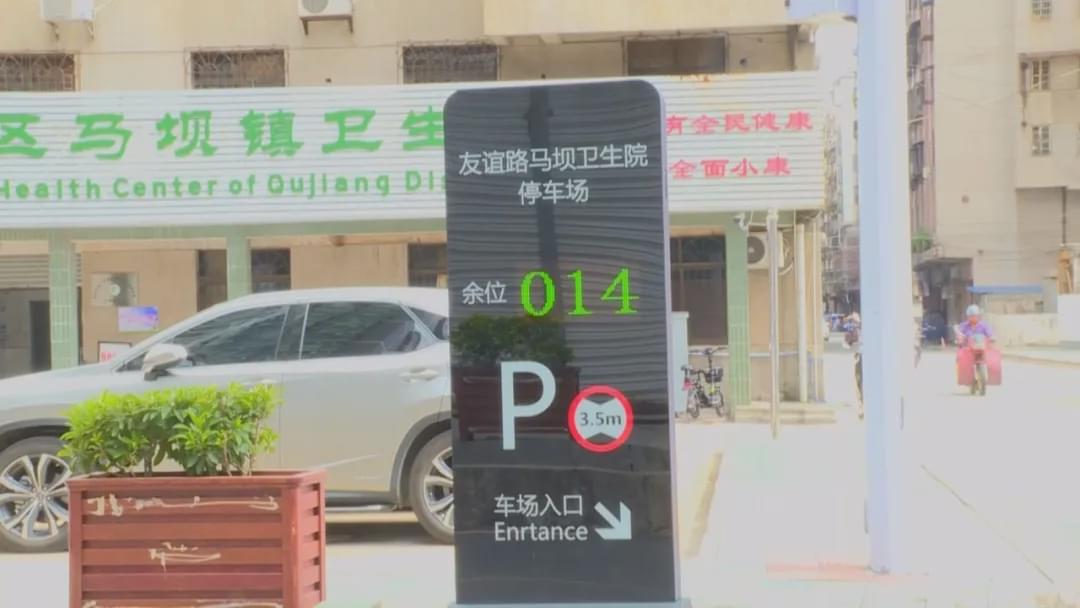 区马坝镇卫生
Health Center of Qujiang Dis
有全民健康
全面小康
友谊路马坝卫生院
停车场
余位 014
P
3.5m
车场入口
Enrtance